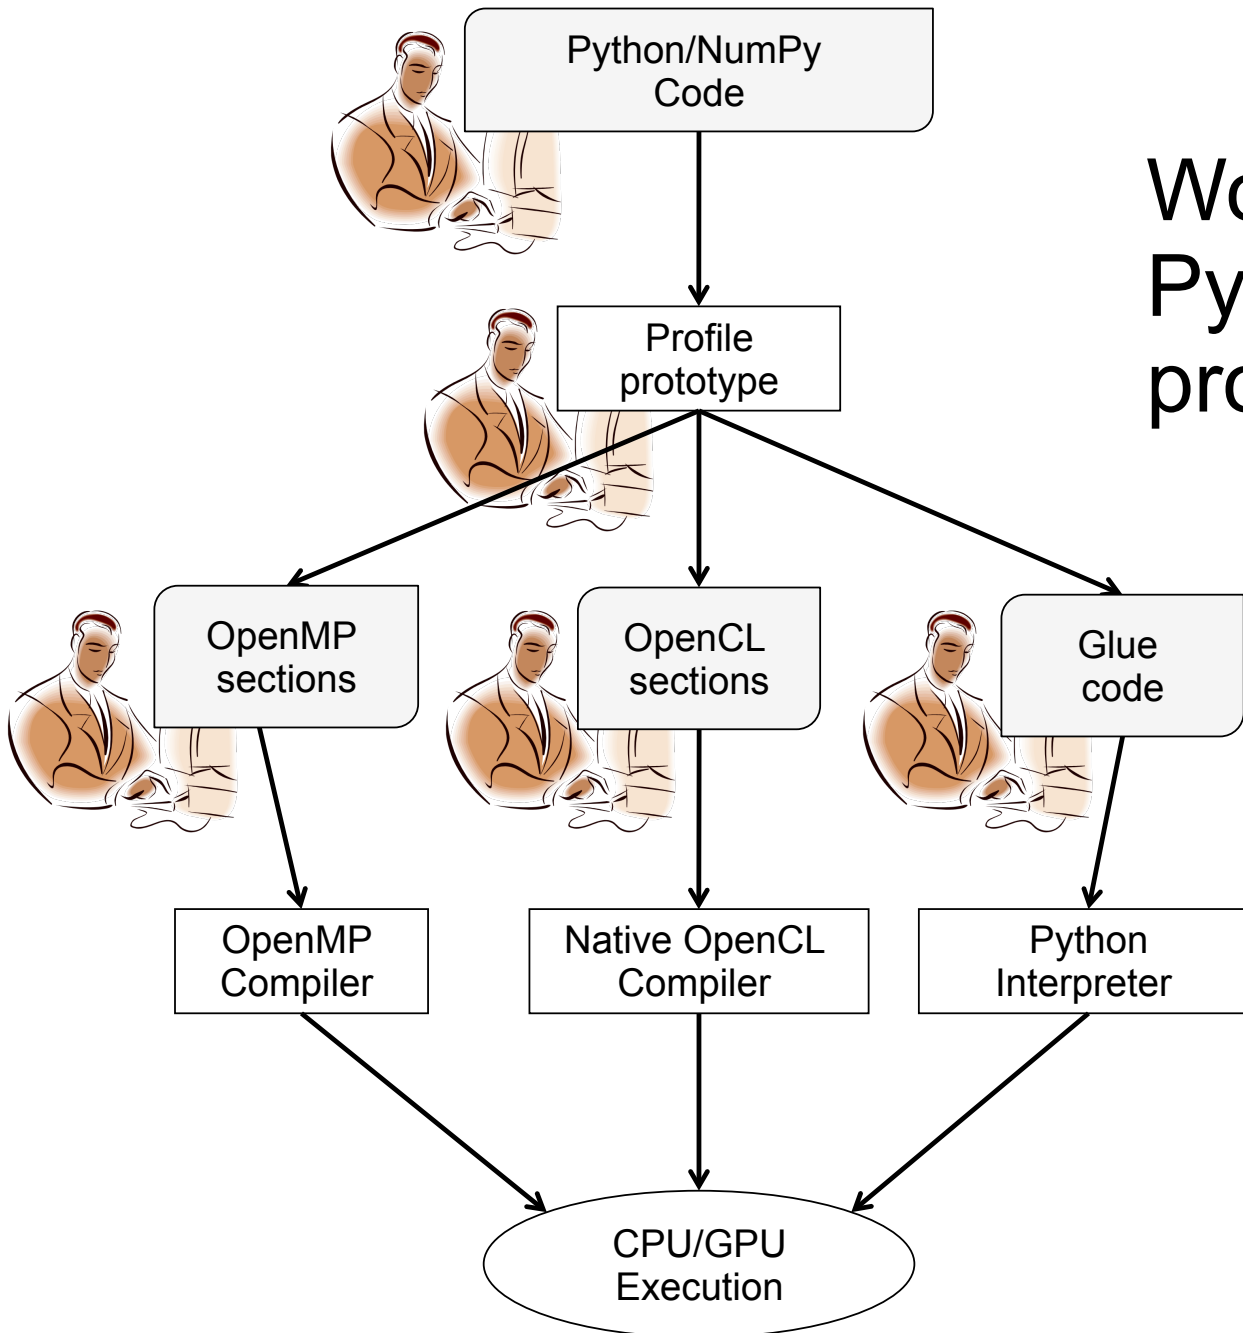 Python/NumPy
Code
Profile
prototype
OpenMP
sections
OpenCL
sections
Glue
code
OpenMP
Compiler
Native OpenCL
Compiler
Python
Interpreter
CPU/GPU
Execution